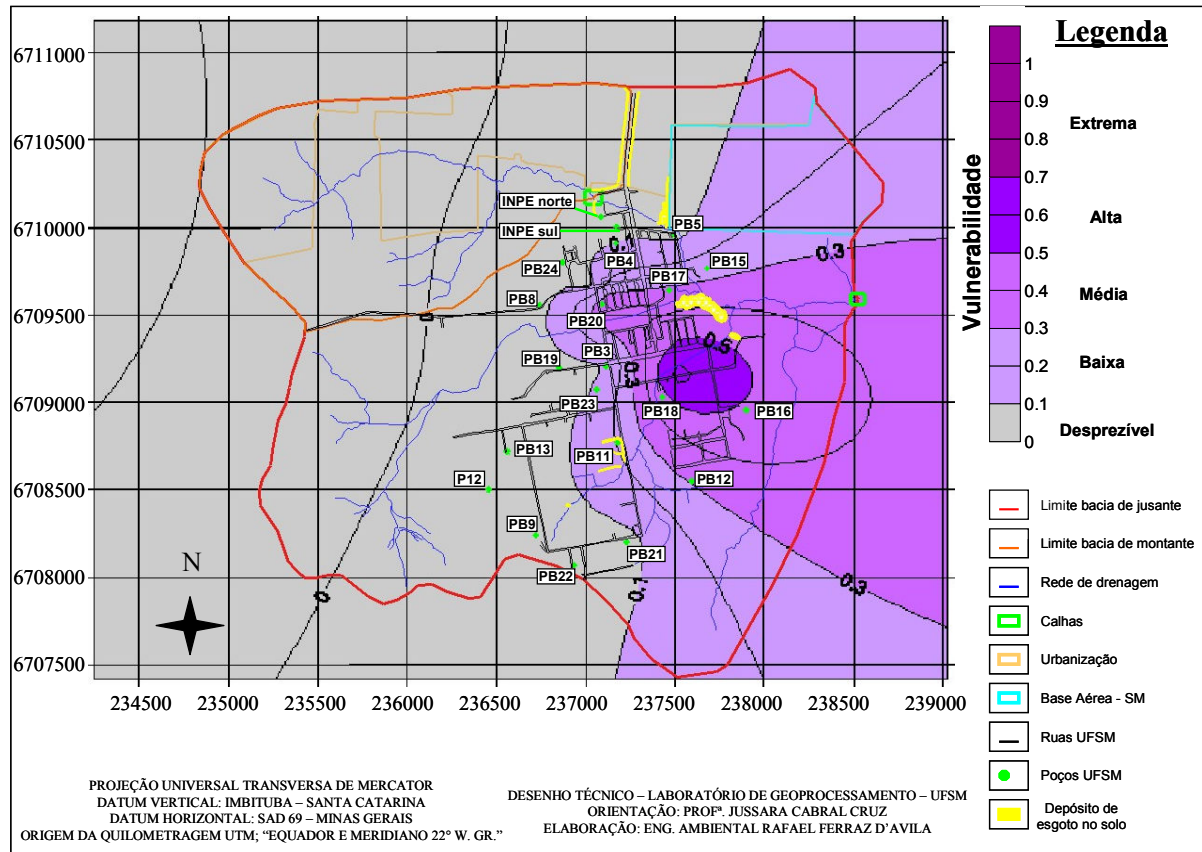 Legenda
6711000
6710500
6710000
6709500
6709000
6708500
6708000
6707500
234500
235000
235500
236000
236500
237000
237500
238000
238500
239000
INPE norte
INPE sul
PB5
PB4
PB15
PB24
PB17
PB8
PB20
PB3
PB19
PB23
PB18
PB16
PB11
PB13
P12
PB12
PB9
PB21
PB22
0.3
0.5
0.3
0.3
0.1
0
0
N
Vulnerabilidade
1
0.9
0.8
0.7
0.6
0.5
0.4
0.3
0.2
0.1
0
Extrema
Alta
Média
Baixa
Desprezível
Limite bacia de jusante
Limite bacia de montante
Rede de drenagem
Calhas
Urbanização
Base Aérea - SM
Ruas UFSM
Poços UFSM
Depósito de
esgoto no solo
PROJEÇÃO UNIVERSAL TRANSVERSA DE MERCATOR
DATUM VERTICAL: IMBITUBA – SANTA CATARINA
DATUM HORIZONTAL: SAD 69 – MINAS GERAIS
ORIGEM DA QUILOMETRAGEM UTM; “EQUADOR E MERIDIANO 22° W. GR.”
DESENHO TÉCNICO – LABORATÓRIO DE GEOPROCESSAMENTO – UFSM
ORIENTAÇÃO: PROFª. JUSSARA CABRAL CRUZ
ELABORAÇÃO: ENG. AMBIENTAL RAFAEL FERRAZ D’AVILA